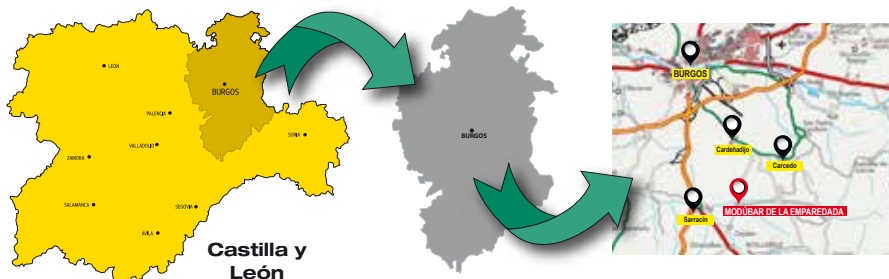 LEÓN
BURGOS
PALENCIA
VALLADOLID
SORIA
ZAMORA
SALAMANCA
SEGOVIA
ÁVILA
Castilla y
León
BURGOS
BURGOS
Cardeñadijo
Carcedo
MODÚBAR DE LA EMPAREDADA
Sarracín